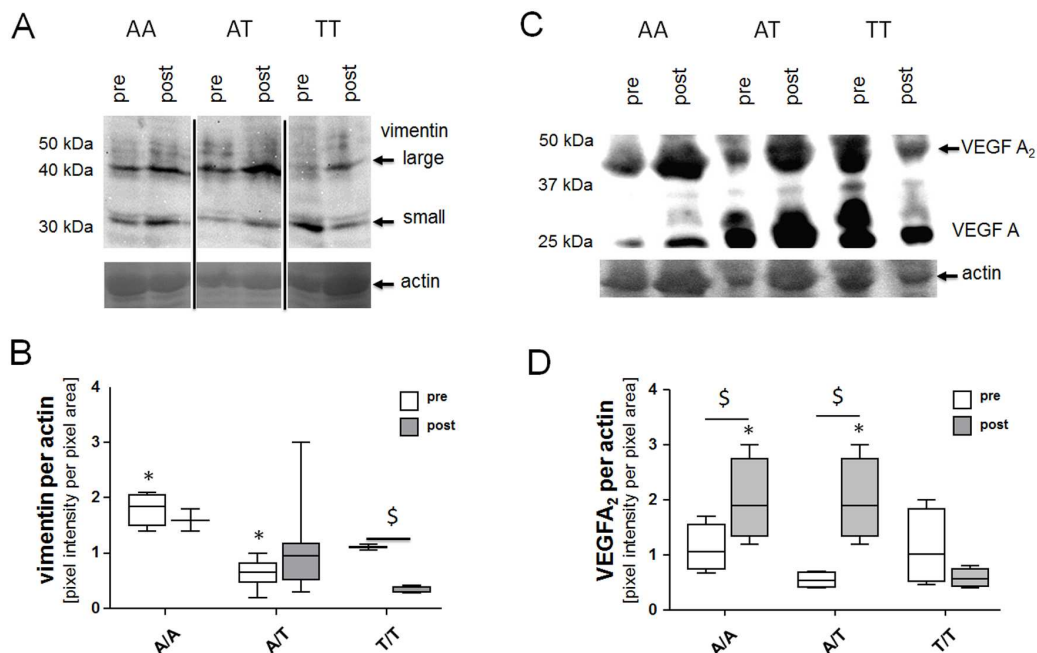 A
AA AT TT
pre post pre post pre post
50 kDa
40 kDa
30 kDa
vimentin
large
small
actin
C
AA AT TT
pre post pre post pre post
50 kDa
37 kDa
25 kDa
VEGF A₂
VEGF A
actin
B
vimentin per actin
[pixel intensity per pixel area]
4
3
2
1
0
pre
post
* * $
A/A A/T T/T
D
VEGFA₂ per actin
[pixel intensity per pixel area]
4
3
2
1
0
pre
post
$ * $ *
A/A A/T T/T